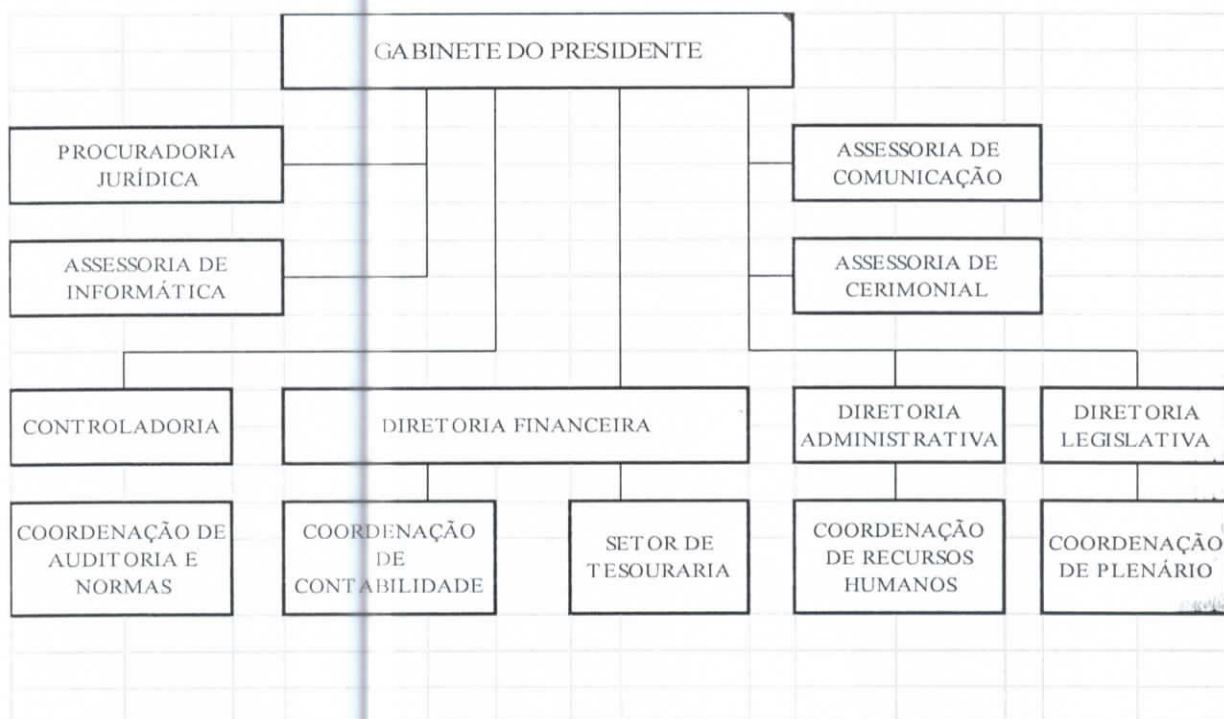 GABINETE DO PRESIDENTE
PROCURADORIA
JURÍDICA
ASSESSORIA DE
COMUNICAÇÃO
ASSESSORIA DE
INFORMÁTICA
ASSESSORIA DE
CERIMONIAL
CONTROLADORIA
DIRETORIA FINANCEIRA
DIRETORIA
ADMINISTRATIVA
DIRETORIA
LEGISLATIVA
COORDENAÇÃO DE
AUDITORIA E
NORMAS
COORDENAÇÃO
DE
CONTABILIDADE
SETOR DE
TESOURARIA
COORDENAÇÃO
DE RECURSOS
HUMANOS
COORDENAÇÃO
DE PLENÁRIO